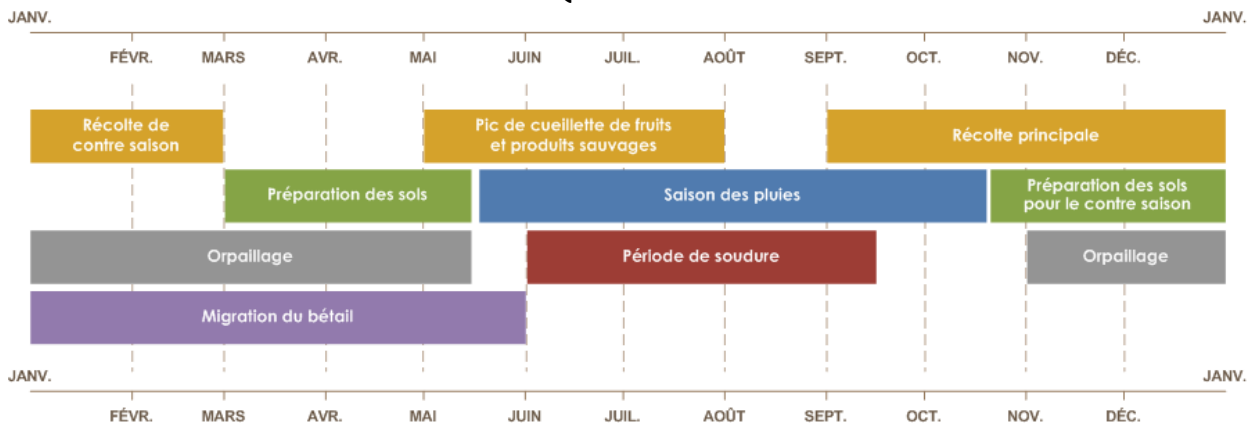 JANV. JANV.
FÉVR. MARS AVR. MAI JUIN JUIL. AOÛT SEPT. OCT. NOV. DÉC.
Récolte de
contre saison
Pic de cueillette de fruits
et produits sauvages
Récolte principale
Préparation des sols
Saison des pluies
Préparation des sols
pour le contre saison
Orpaillage
Période de soudure
Orpaillage
Migration du bétail
JANV. JANV.
FÉVR. MARS AVR. MAI JUIN JUIL. AOÛT SEPT. OCT. NOV. DÉC.